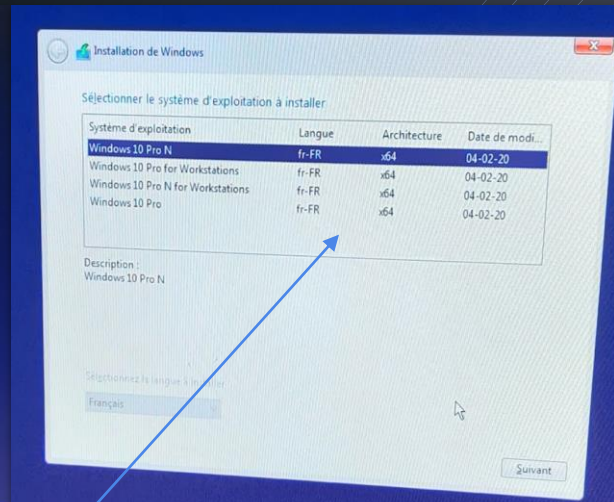 Installation de Windows
Sélectionner le système d'exploitation à installer
Système d'exploitation Langue Architecture Date de modi...
Windows 10 Pro N fr-FR x64 04-02-20
Windows 10 Pro for Workstations fr-FR x64 04-02-20
Windows 10 Pro N for Workstations fr-FR x64 04-02-20
Windows 10 Pro fr-FR x64 04-02-20
Description :
Windows 10 Pro N
Sélectionnez la langue à installer
Français
Suivant